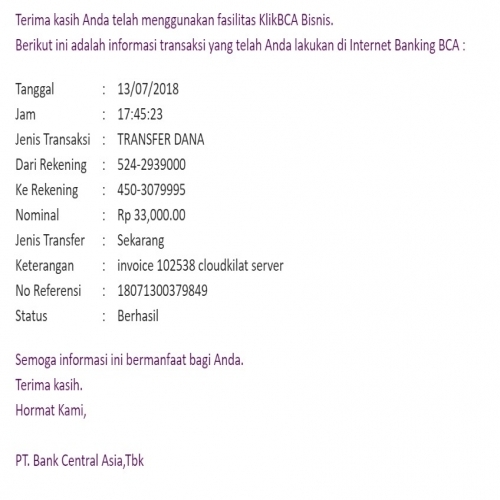 Terima kasih Anda telah menggunakan fasilitas KlikBCA Bisnis.
Berikut ini adalah informasi transaksi yang telah Anda lakukan di Internet Banking BCA :
Tanggal : 13/07/2018
Jam : 17:45:23
Jenis Transaksi : TRANSFER DANA
Dari Rekening : 524-2939000
Ke Rekening : 450-3079995
Nominal : Rp 33,000.00
Jenis Transfer : Sekarang
Keterangan : invoice 102538 cloudkilat server
No Referensi : 18071300379849
Status : Berhasil
Semoga informasi ini bermanfaat bagi Anda.
Terima kasih.
Hormat Kami,
PT. Bank Central Asia,Tbk